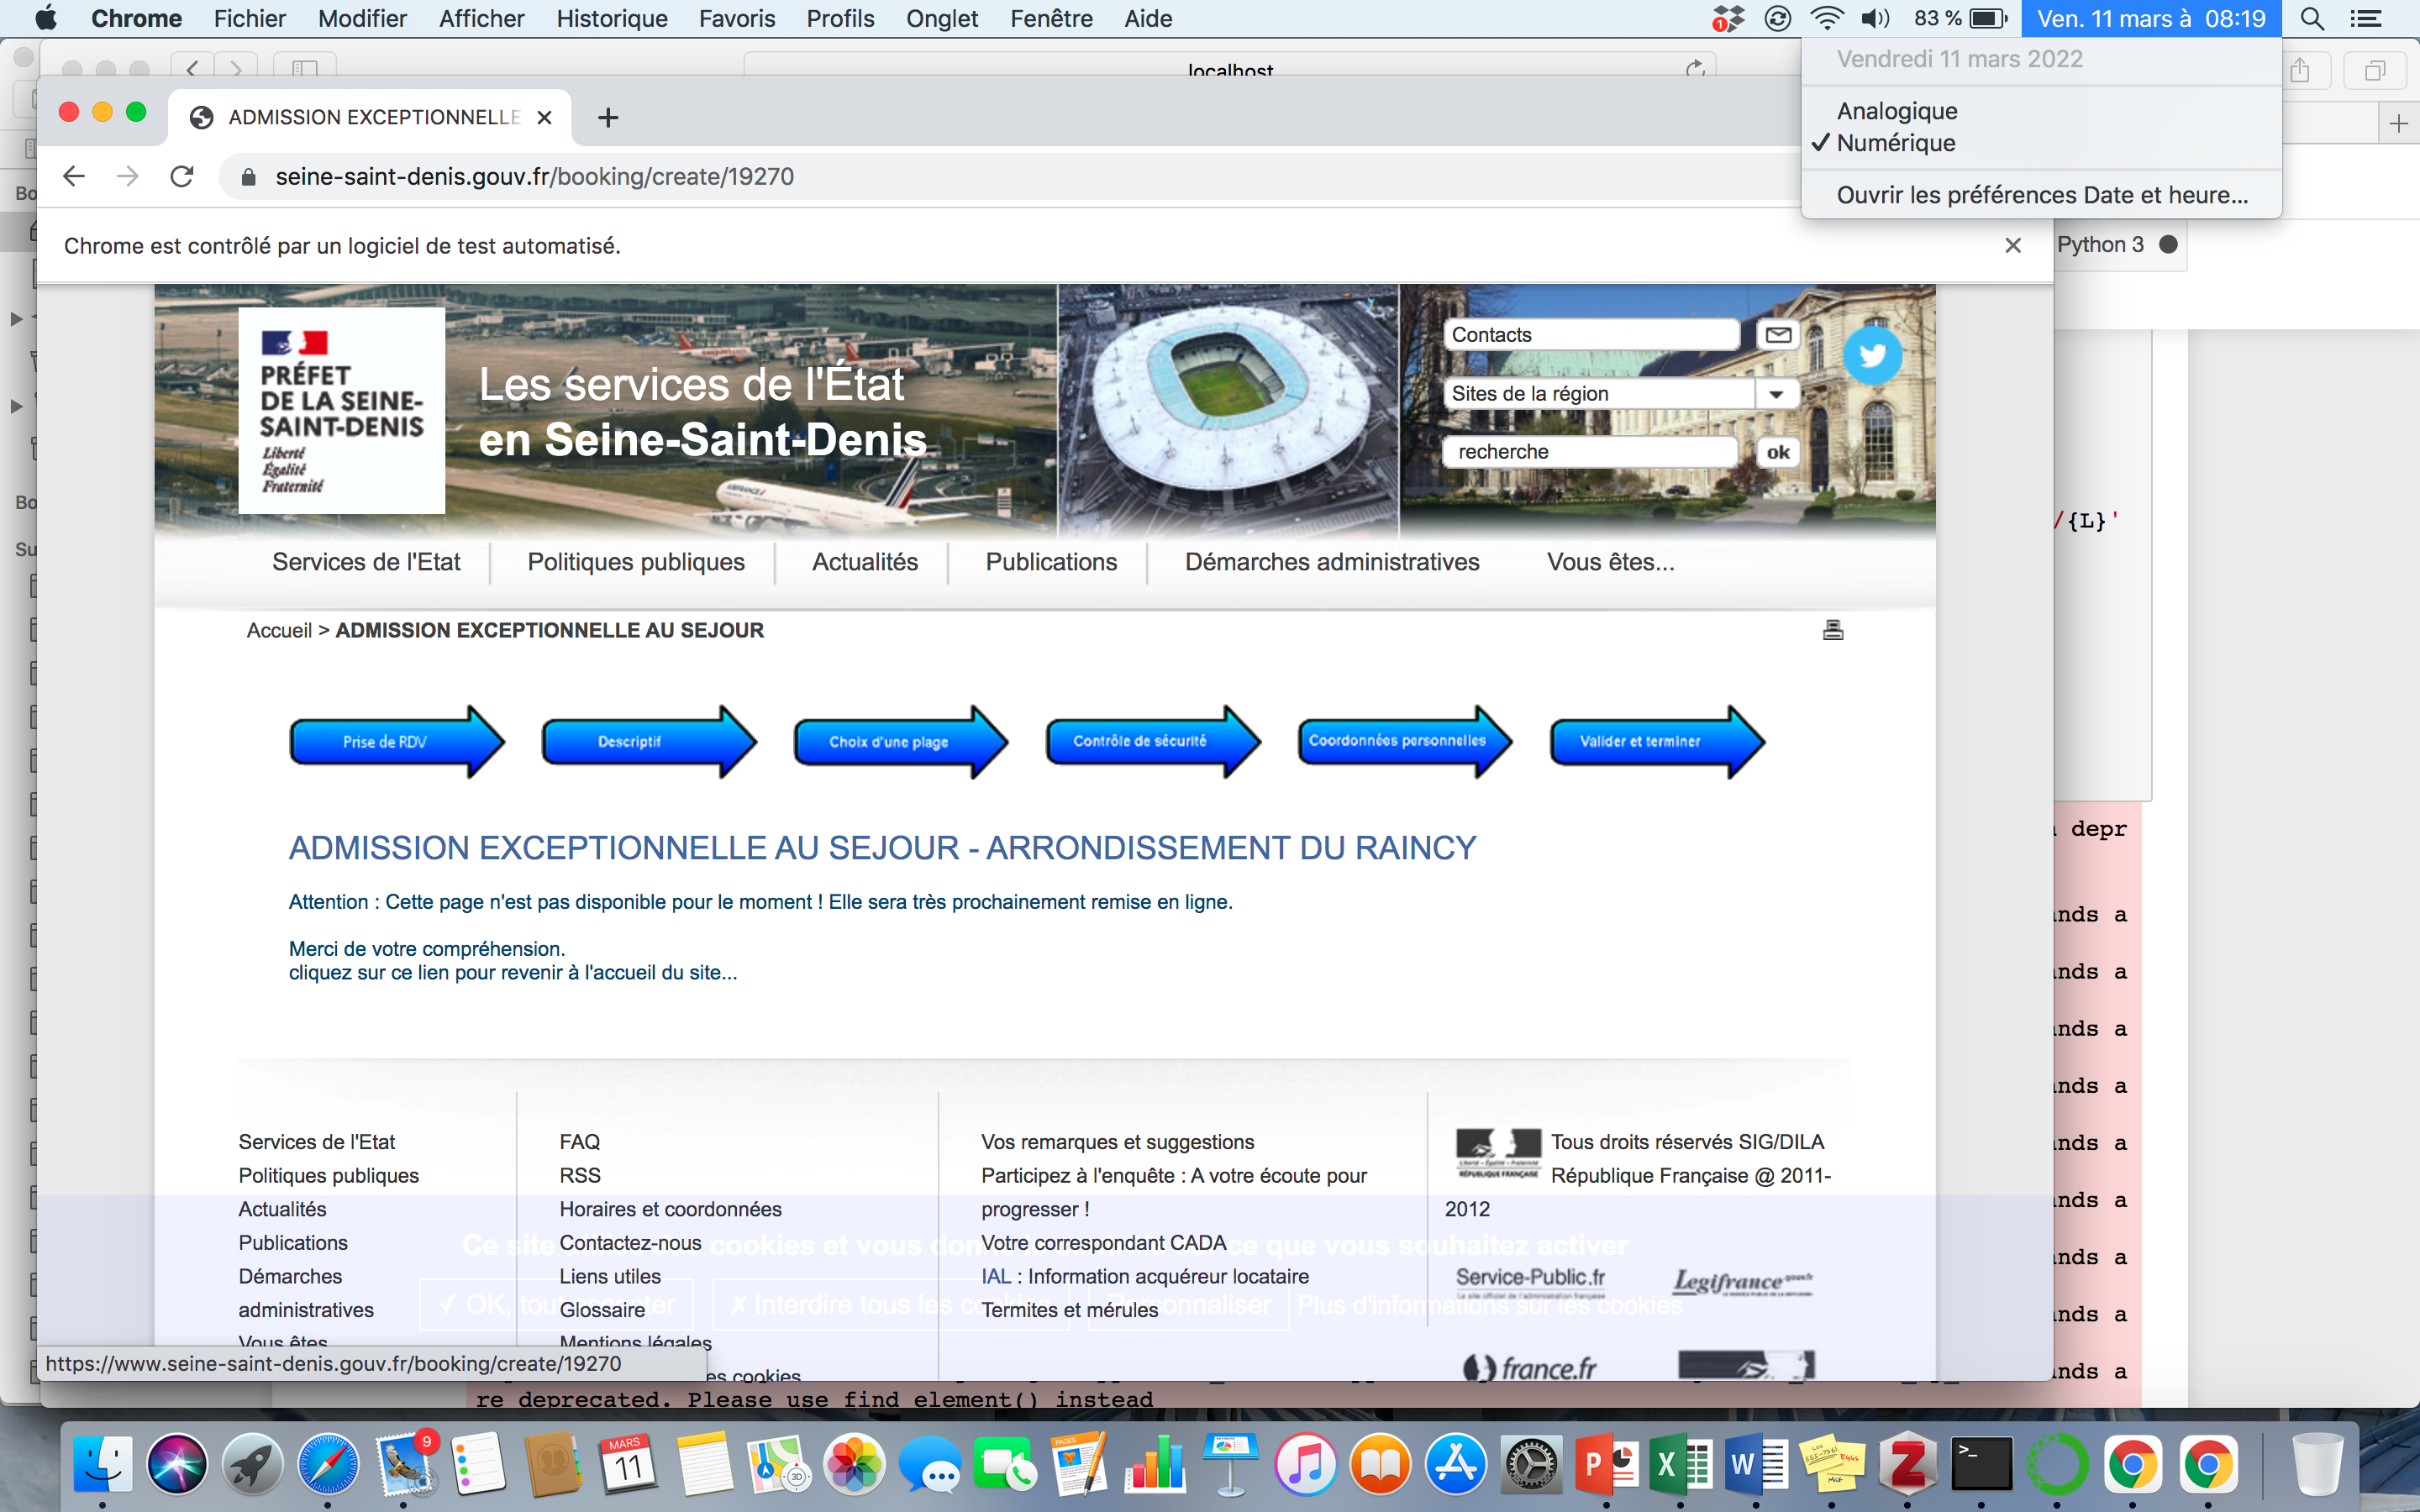 Chrome Fichier Modifier Afficher Historique Favoris Profils Onglet Fenêtre Aide
1 83 % Ven. 11 mars à 08:19
Vendredi 11 mars 2022
Analogique
✓ Numérique
Ouvrir les préférences Date et heure...
localhost
ADMISSION EXCEPTIONNELLE
seine-saint-denis.gouv.fr/booking/create/19270
Bo
Chrome est contrôlé par un logiciel de test automatisé.
Python 3
PRÉFET
DE LA SEINE-
SAINT-DENIS
Liberté
Égalité
Fraternité
Les services de l'État
en Seine-Saint-Denis
Contacts
Sites de la région
recherche
ok
Bo
Su
/{L}'
Services de l'Etat
Politiques publiques
Actualités
Publications
Démarches administratives
Vous êtes...
Accueil > ADMISSION EXCEPTIONNELLE AU SEJOUR
Prise de RDV
Descriptif
Choix d'une plage
Contrôle de sécurité
Coordonnées personnelles
Valider et terminer
ADMISSION EXCEPTIONNELLE AU SEJOUR - ARRONDISSEMENT DU RAINCY
Attention : Cette page n'est pas disponible pour le moment ! Elle sera très prochainement remise en ligne.
Merci de votre compréhension.
cliquez sur ce lien pour revenir à l'accueil du site...
depr
nds a
nds a
nds a
nds a
nds a
nds a
nds a
nds a
nds a
Services de l'Etat
Politiques publiques
Actualités
Publications
Démarches
administratives
Vous êtes
FAQ
RSS
Horaires et coordonnées
Contactez-nous
Liens utiles
Glossaire
Mentions légales
es cookies
Vos remarques et suggestions
Participez à l'enquête : A votre écoute pour
progresser !
Votre correspondant CADA
IAL : Information acquéreur locataire
Termites et mérules
Liberté • Égalité • Fraternité
RÉPUBLIQUE FRANÇAISE
Tous droits réservés SIG/DILA
République Française @ 2011-
2012
Service-Public.fr
Legifrance
france.fr
Ce site cookies et vous ce que vous souhaitez activer
✓ OK, tout accepter
✗ Interdire tous les cookies
Personnaliser
Plus d'informations sur les cookies
https://www.seine-saint-denis.gouv.fr/booking/create/19270
re deprecated. Please use find_element() instead
9
MARS
11
3D
PAGES
P
X
W
Z
>_